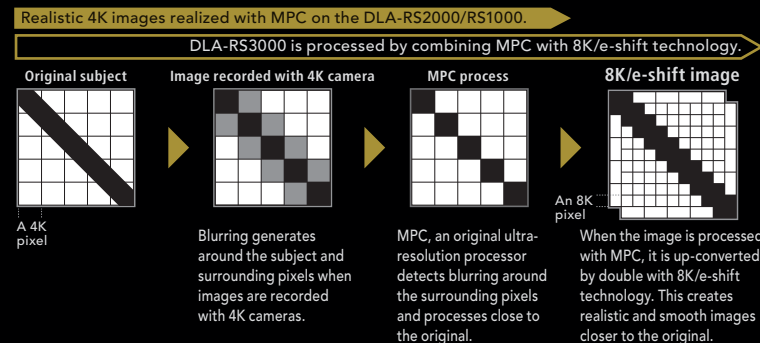 Realistic 4K images realized with MPC on the DLA-RS2000/RS1000.
DLA-RS3000 is processed by combining MPC with 8K/e-shift technology.
Original subject
Image recorded with 4K camera
MPC process
8K/e-shift image
A 4K
pixel
An 8K
pixel
Blurring generates
around the subject and
surrounding pixels when
images are recorded
with 4K cameras.
MPC, an original ultra-
resolution processor
detects blurring around
the surrounding pixels
and processes close to
the original.
When the image is processed
with MPC, it is up-converted
by double with 8K/e-shift
technology. This creates
realistic and smooth images
closer to the original.